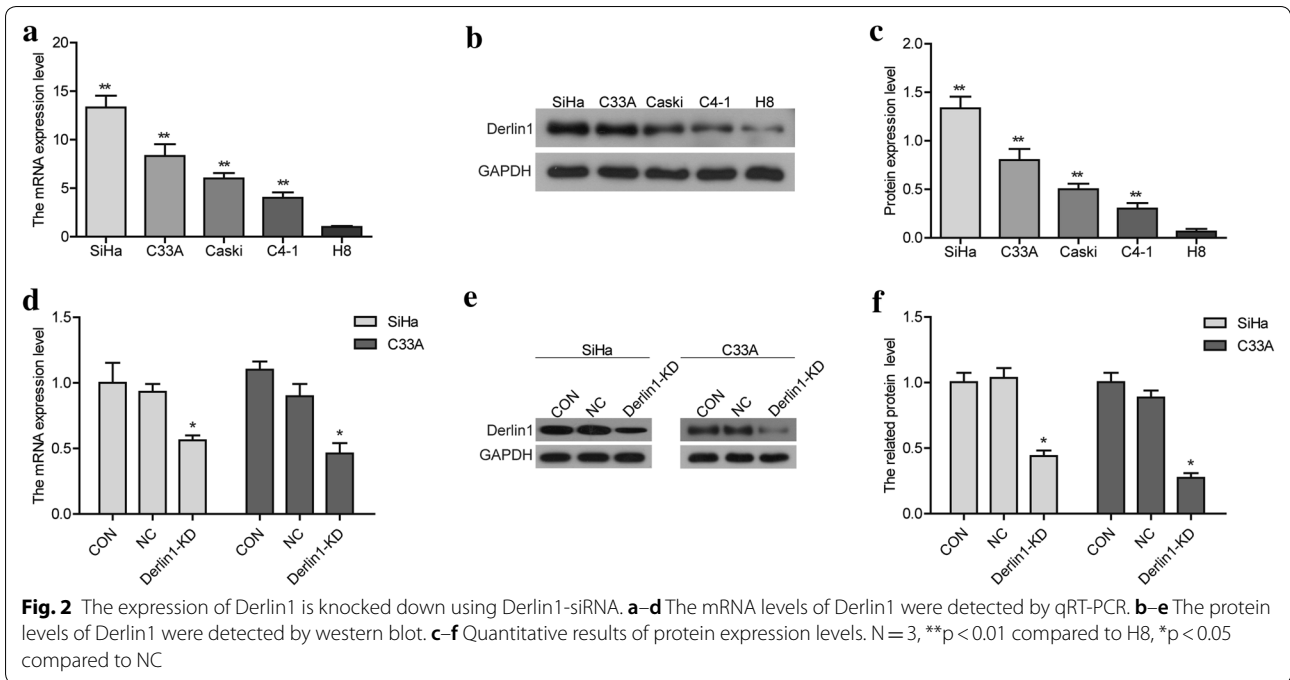 a
The mRNA expression level
20
15
10
5
0
**
**
**
**
SiHa C33A Caski C4-1 H8
b
SiHa C33A Caski C4-1 H8
Derlin1
GAPDH
c
Protein expression level
2.0
1.5
1.0
0.5
0.0
**
**
**
**
SiHa C33A Caski C4-1 H8
d
The mRNA expression level
1.5
1.0
0.5
0.0
SiHa
C33A
*
*
CON NC Derlin1-KD CON NC Derlin1-KD
e
SiHa C33A
CON NC Derlin1-KD CON NC Derlin1-KD
Derlin1
GAPDH
f
The related protein level
1.5
1.0
0.5
0.0
SiHa
C33A
*
*
CON NC Derlin1-KD CON NC Derlin1-KD
Fig. 2 The expression of Derlin1 is knocked down using Derlin1-siRNA. a–d The mRNA levels of Derlin1 were detected by qRT-PCR. b–e The protein
levels of Derlin1 were detected by western blot. c–f Quantitative results of protein expression levels. N = 3, **p < 0.01 compared to H8, *p < 0.05
compared to NC